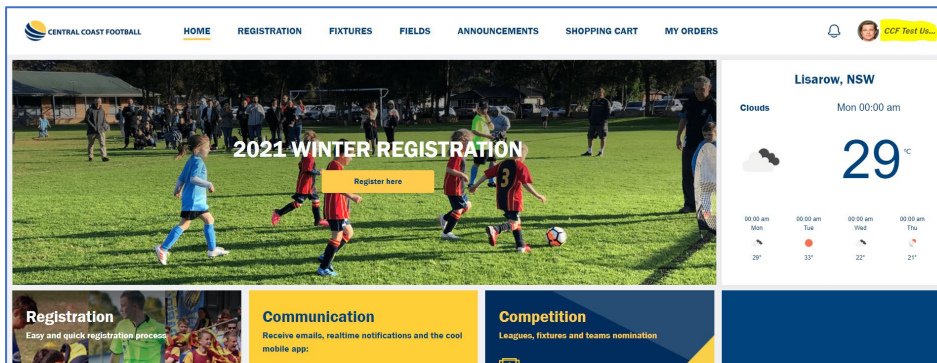 CENTRAL COAST FOOTBALL
HOME
REGISTRATION
FIXTURES
FIELDS
ANNOUNCEMENTS
SHOPPING CART
MY ORDERS
CCF Test Us...
2021 WINTER REGISTRATION
Register here
3
Lisarow, NSW
Clouds
Mon 00:00 am
29°C
00:00 am 00:00 am 00:00 am 00:00 am
Mon Tue Wed Thu
29° 33° 22° 21°
Registration
Easy and quick registration process
Communication
Receive emails, realtime notifications and the cool
mobile app:
Competition
Leagues, fixtures and teams nomination